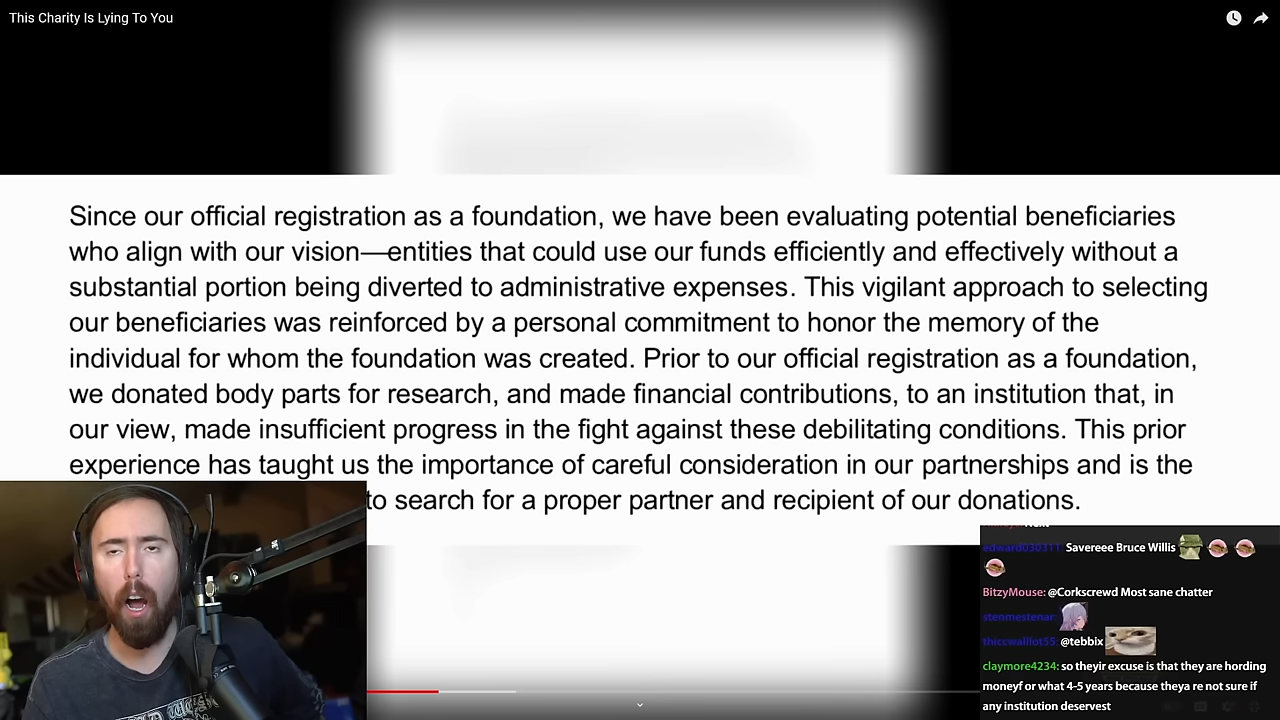 This Charity Is Lying To You
Since our official registration as a foundation, we have been evaluating potential beneficiaries
who align with our vision—entities that could use our funds efficiently and effectively without a
substantial portion being diverted to administrative expenses. This vigilant approach to selecting
our beneficiaries was reinforced by a personal commitment to honor the memory of the
individual for whom the foundation was created. Prior to our official registration as a foundation,
we donated body parts for research, and made financial contributions, to an institution that, in
our view, made insufficient progress in the fight against these debilitating conditions. This prior
experience has taught us the importance of careful consideration in our partnerships and is the
to search for a proper partner and recipient of our donations.
edward030311: Savereee Bruce Willis
BitzyMouse: @Corkscrewd Most sane chatter
stenmestenar:
thiccwalllot55: @tebbix
claymore4234: so theyir excuse is that they are hording
moneyf or what 4-5 years because theya re not sure if
any institution deservest